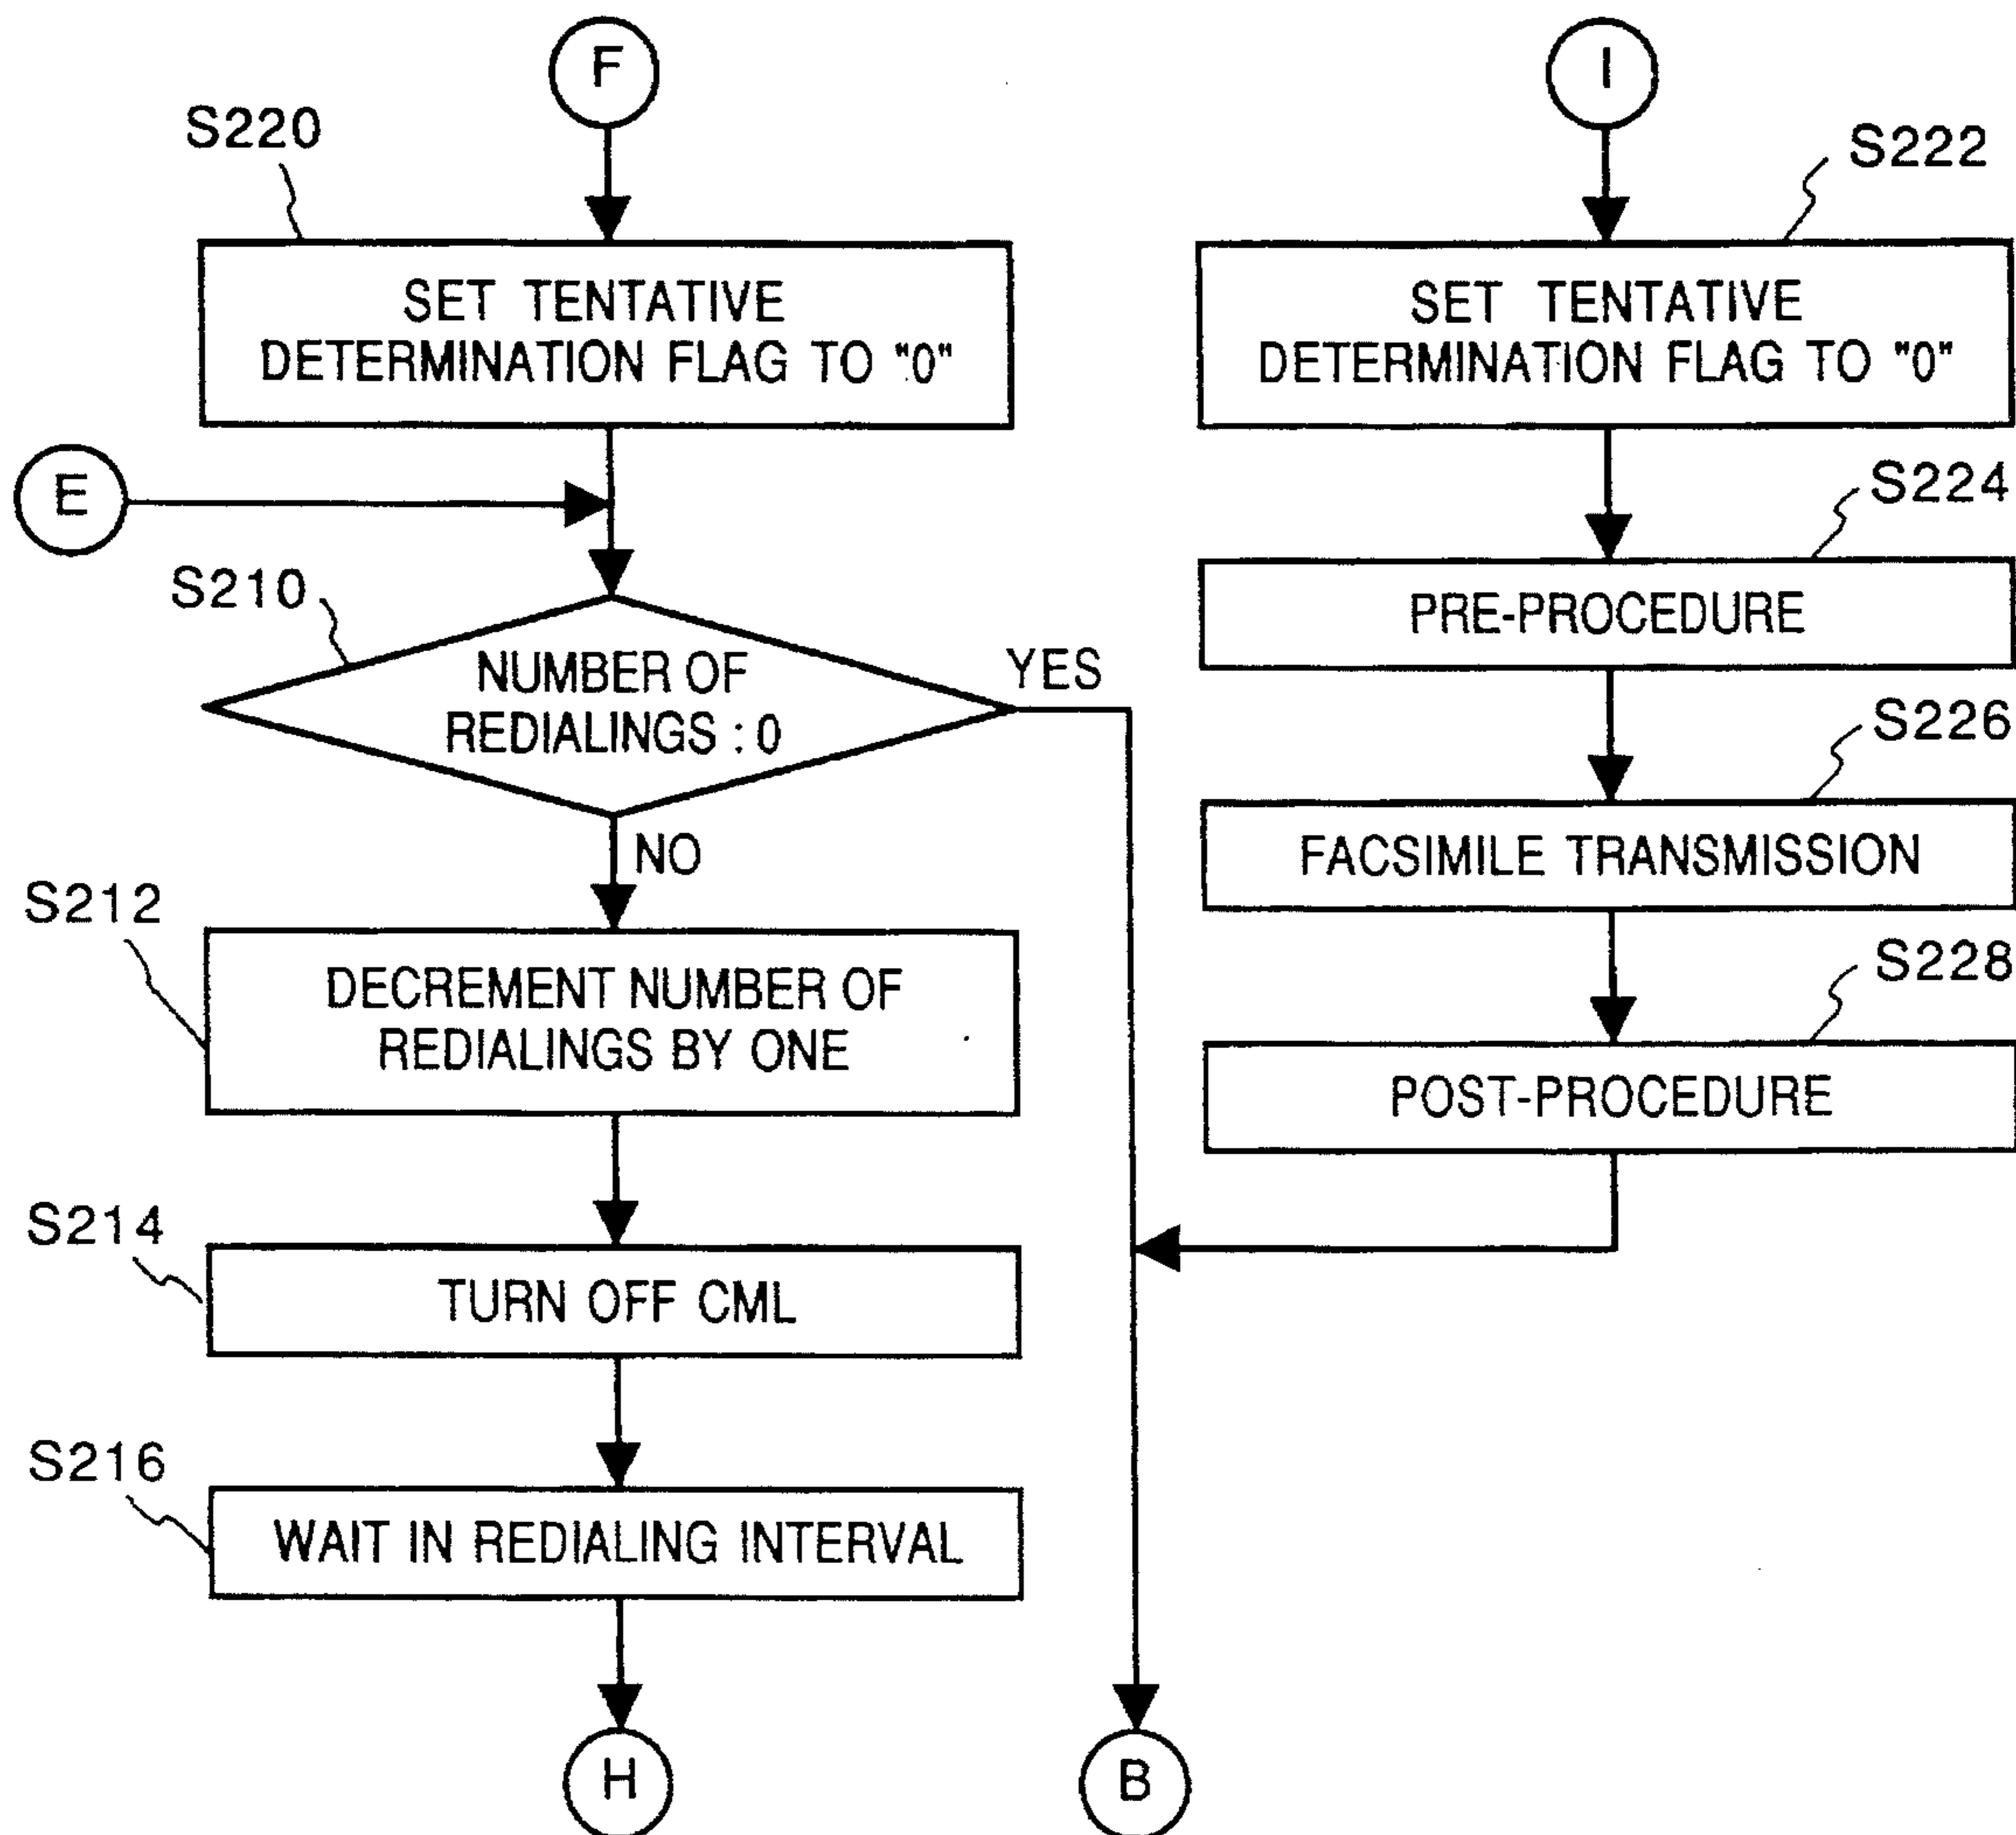 F
S220
SET TENTATIVE
DETERMINATION FLAG TO "0"
E
S210
NUMBER OF
REDIALINGS : 0
YES
NO
S212
DECREMENT NUMBER OF
REDIALINGS BY ONE
S214
TURN OFF CML
S216
WAIT IN REDIALING INTERVAL
H
I
S222
SET TENTATIVE
DETERMINATION FLAG TO "0"
S224
PRE-PROCEDURE
S226
FACSIMILE TRANSMISSION
S228
POST-PROCEDURE
B